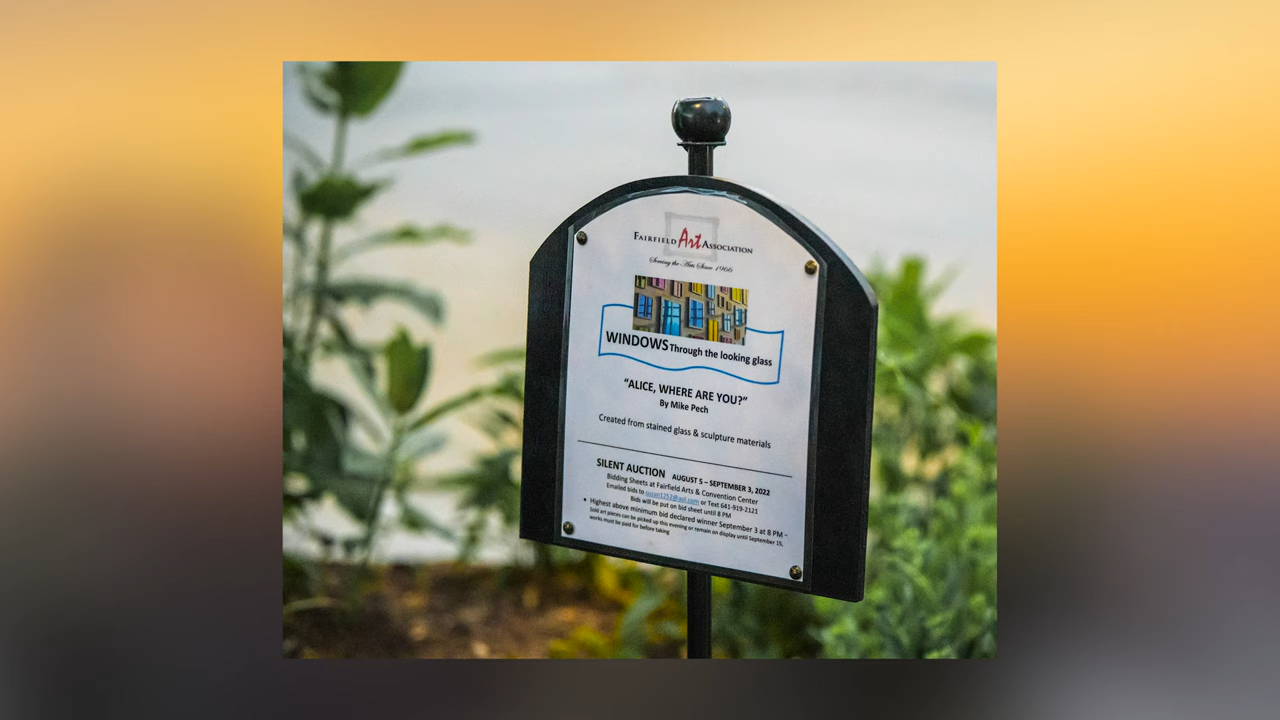 FAIRFIELD Art ASSOCIATION
Serving the Arts Since 1966
WINDOWS Through the looking glass
“ALICE, WHERE ARE YOU?”
By Mike Pech
Created from stained glass & sculpture materials
SILENT AUCTION AUGUST 5 – SEPTEMBER 3, 2022
Bidding Sheets at Fairfield Arts & Convention Center
Emailed bids to suzan1252@aol.com or Text 641-919-2121
Bids will be put on bid sheet until 8 PM
• Highest above minimum bid declared winner September 3 at 8 PM –
Sold art pieces can be picked up this evening or remain on display until September 15,
works must be paid for before taking